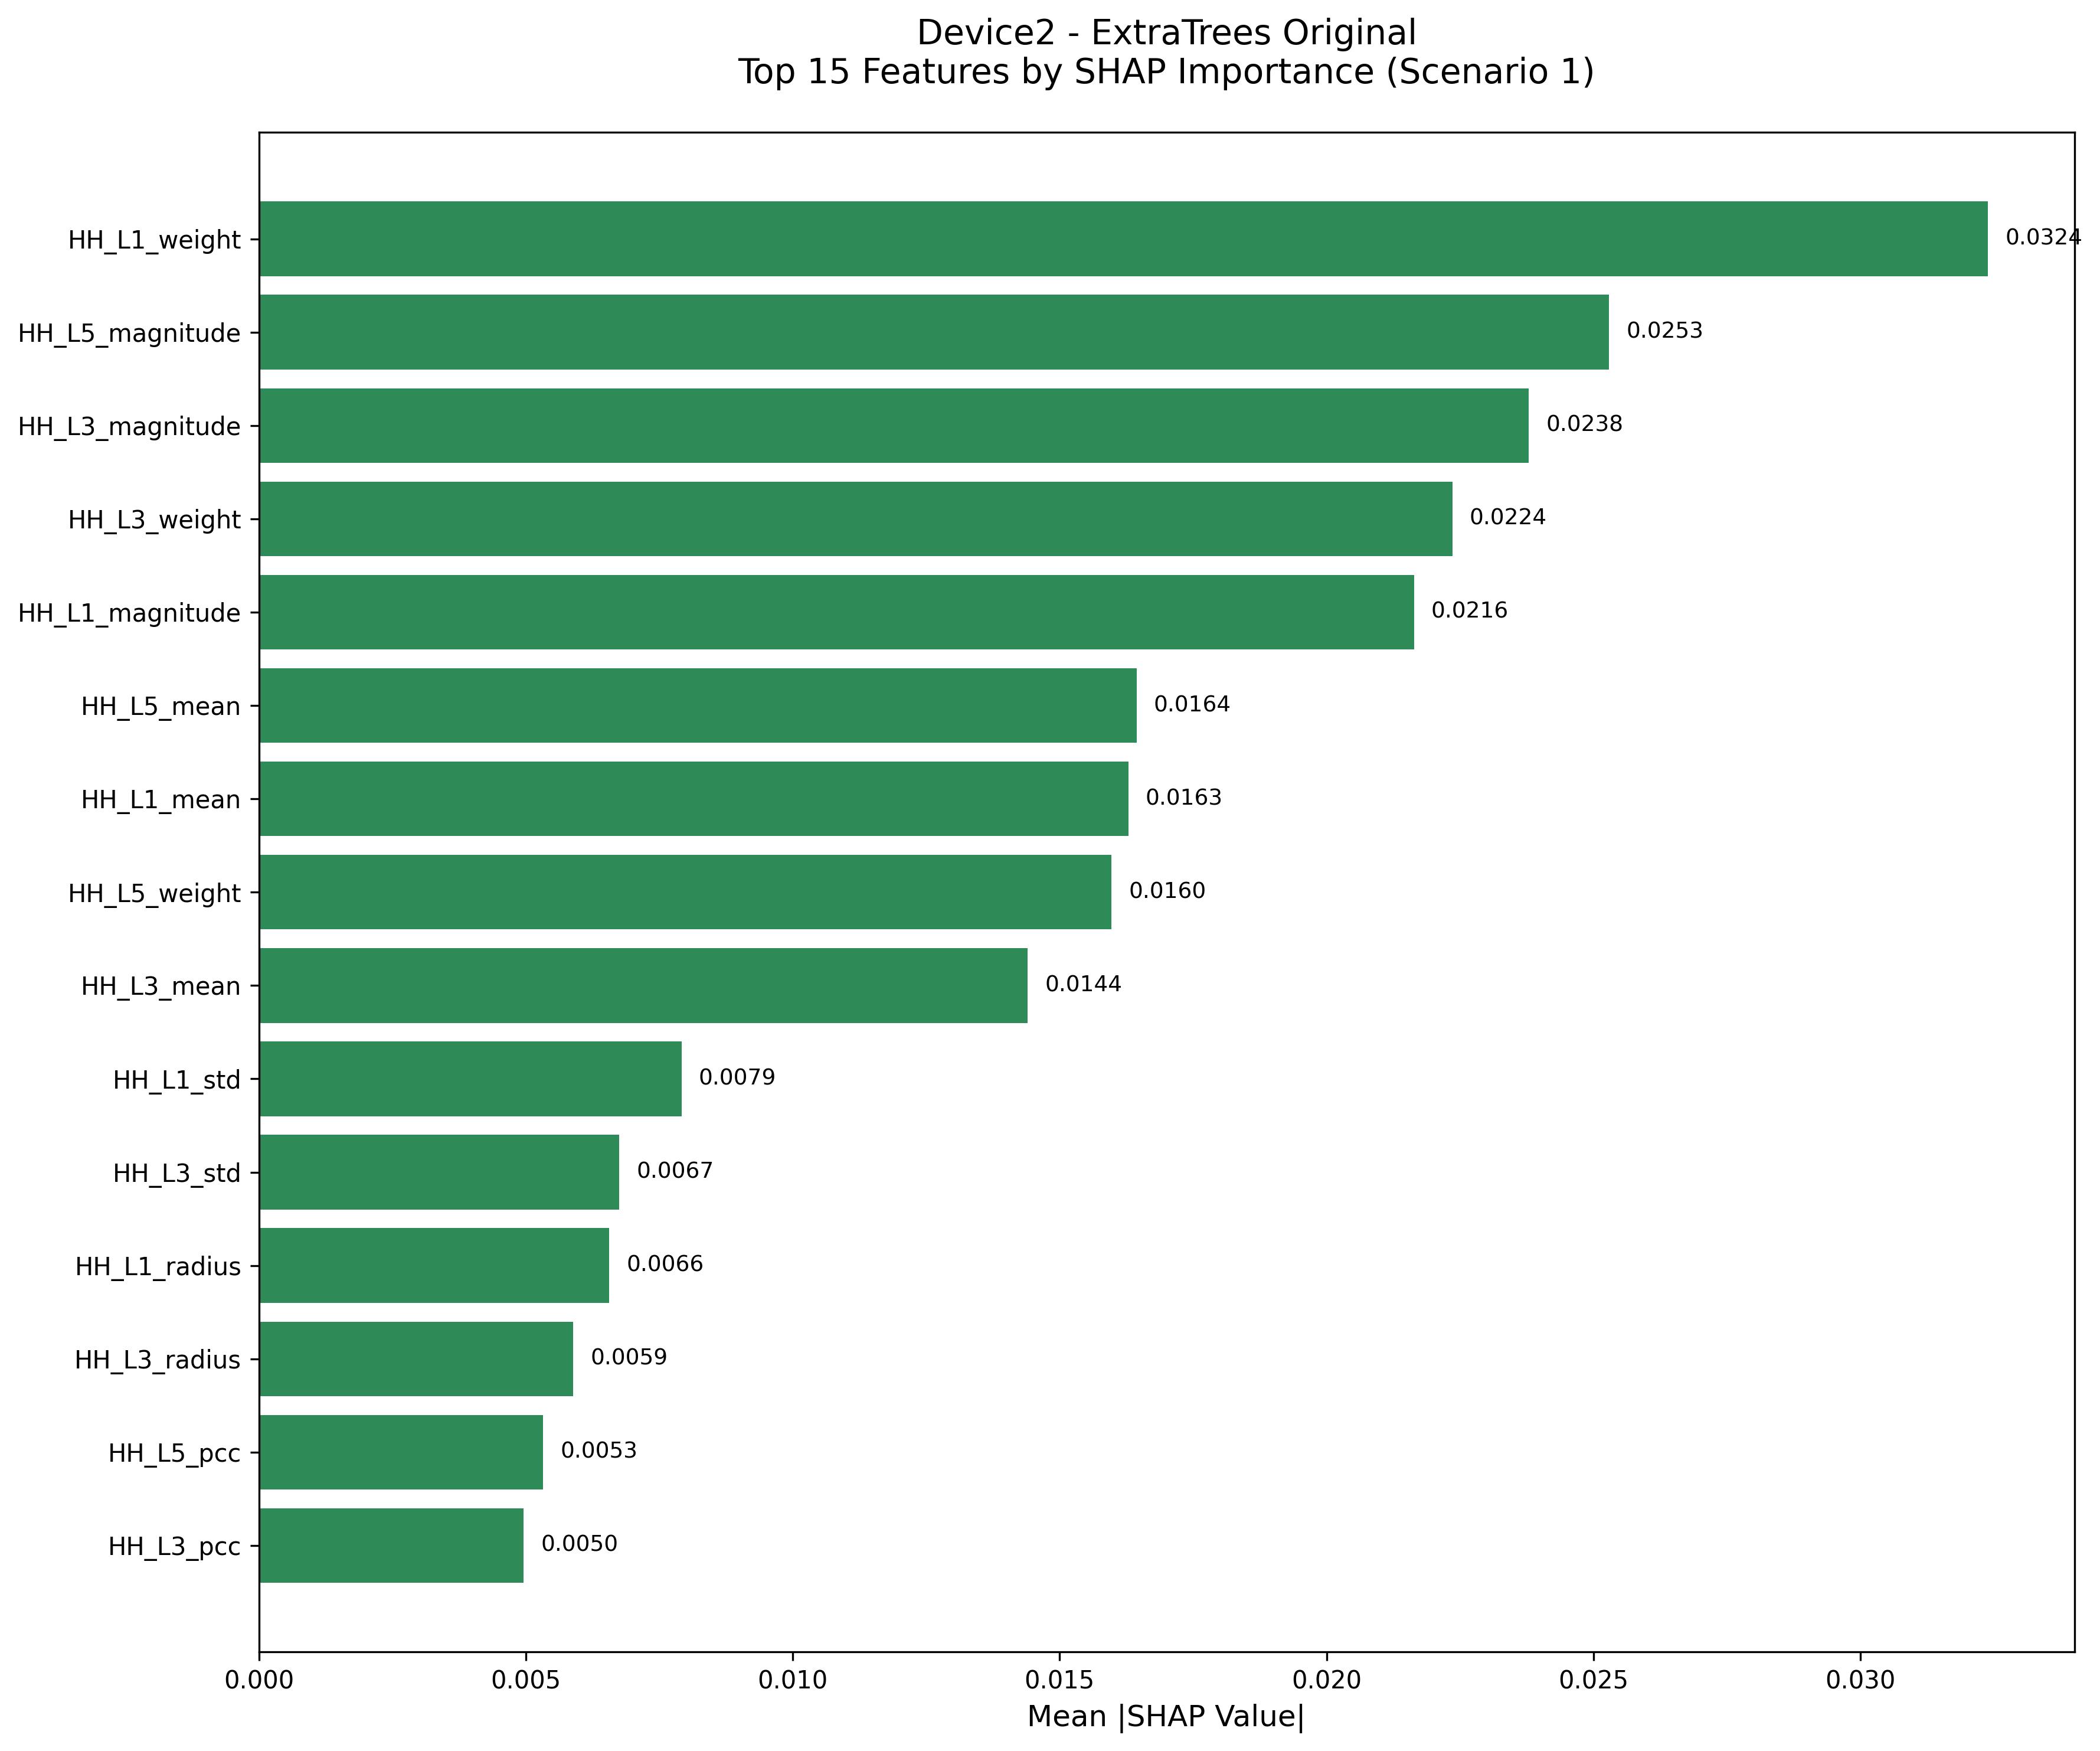 Device2 - ExtraTrees Original
Top 15 Features by SHAP Importance (Scenario 1)
HH_L1_weight 0.0324
HH_L5_magnitude 0.0253
HH_L3_magnitude 0.0238
HH_L3_weight 0.0224
HH_L1_magnitude 0.0216
HH_L5_mean 0.0164
HH_L1_mean 0.0163
HH_L5_weight 0.0160
HH_L3_mean 0.0144
HH_L1_std 0.0079
HH_L3_std 0.0067
HH_L1_radius 0.0066
HH_L3_radius 0.0059
HH_L5_pcc 0.0053
HH_L3_pcc 0.0050
0.000 0.005 0.010 0.015 0.020 0.025 0.030
Mean |SHAP Value|